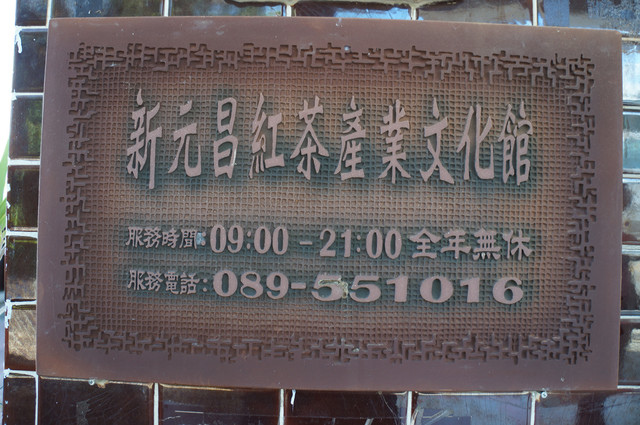 新元昌紅茶產業文化館
服務時間：09:00－21:00 全年無休
服務電話：089-551016